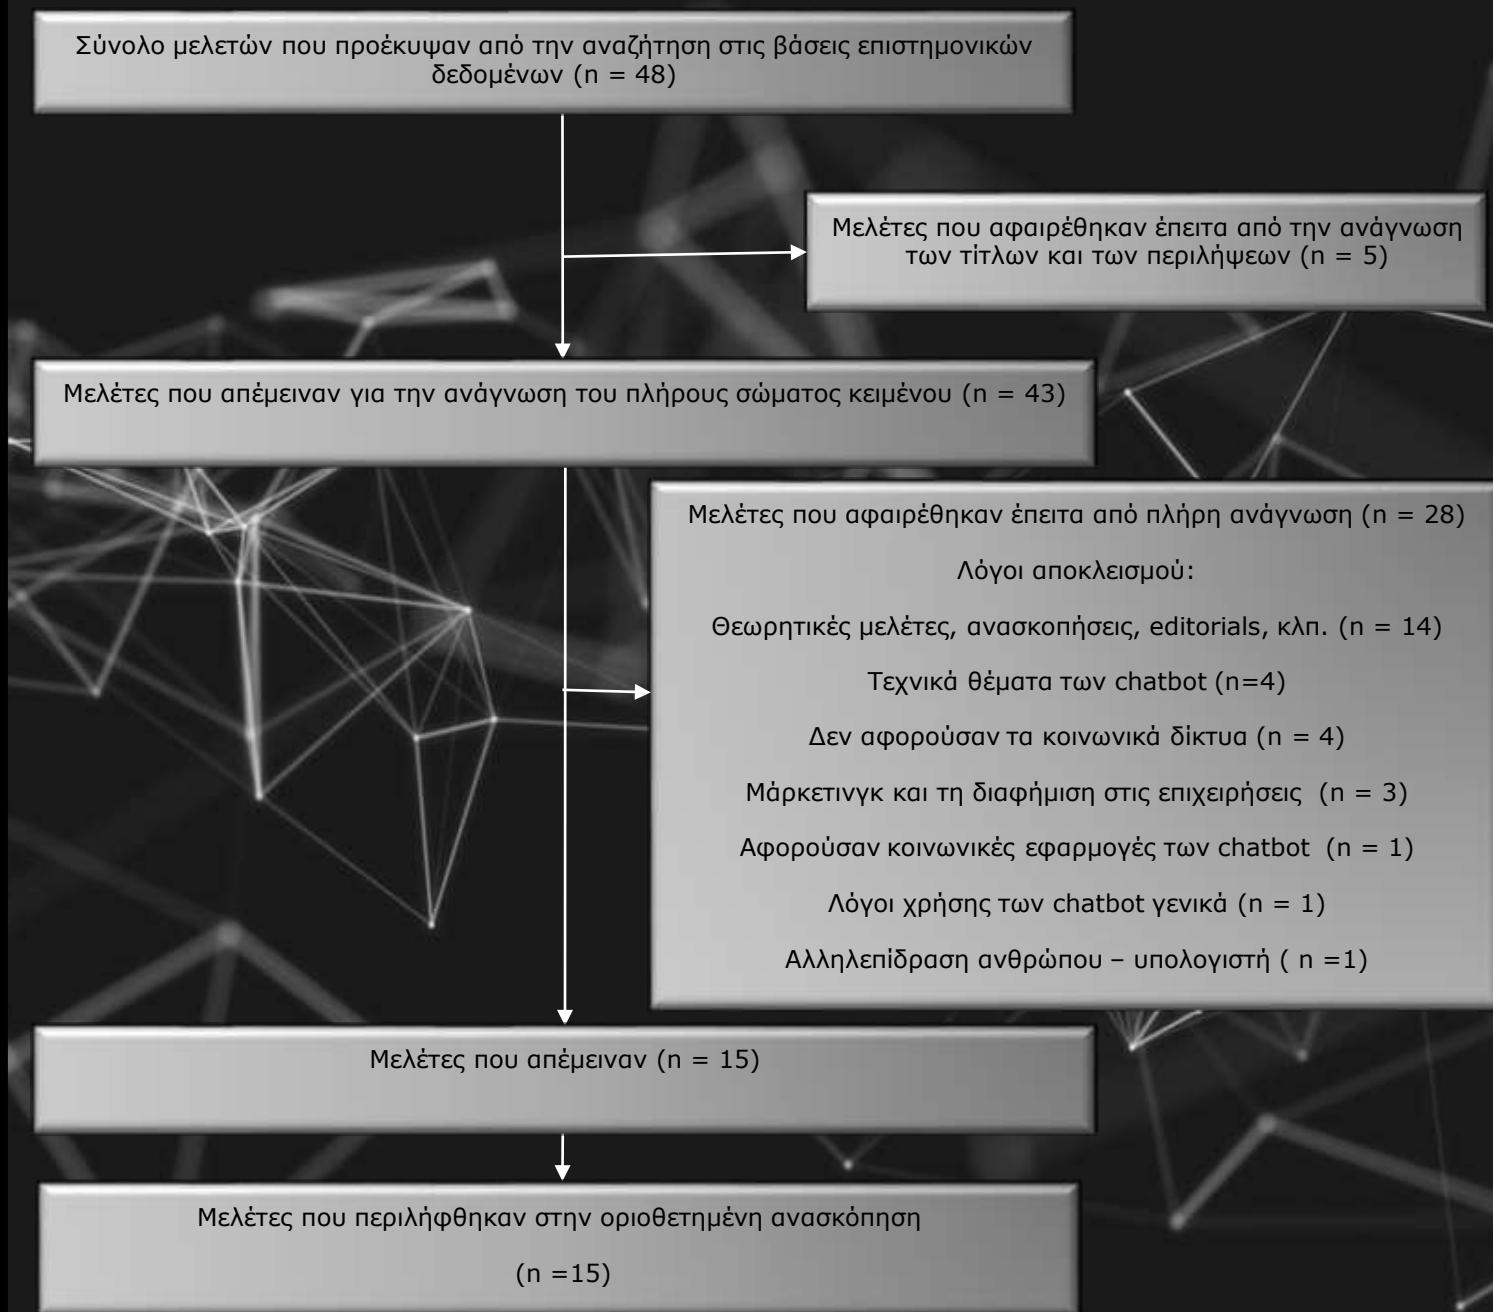 Σύνολο μελετών που προέκυψαν από την αναζήτηση στις βάσεις επιστημονικών
δεδομένων (n = 48)
Μελέτες που αφαιρέθηκαν έπειτα από την ανάγνωση
των τίτλων και των περιλήψεων (n = 5)
Μελέτες που απέμειναν για την ανάγνωση του πλήρους σώματος κειμένου (n = 43)
Μελέτες που αφαιρέθηκαν έπειτα από πλήρη ανάγνωση (n = 28)
Λόγοι αποκλεισμού:
Θεωρητικές μελέτες, ανασκοπήσεις, editorials, κλπ. (n = 14)
Τεχνικά θέματα των chatbot (n=4)
Δεν αφορούσαν τα κοινωνικά δίκτυα (n = 4)
Μάρκετινγκ και τη διαφήμιση στις επιχειρήσεις  (n = 3)
Αφορούσαν κοινωνικές εφαρμογές των chatbot  (n = 1)
Λόγοι χρήσης των chatbot γενικά (n = 1)
Αλληλεπίδραση ανθρώπου – υπολογιστή ( n =1)
Μελέτες που απέμειναν (n = 15)
Μελέτες που περιλήφθηκαν στην οριοθετημένη ανασκόπηση
(n =15)